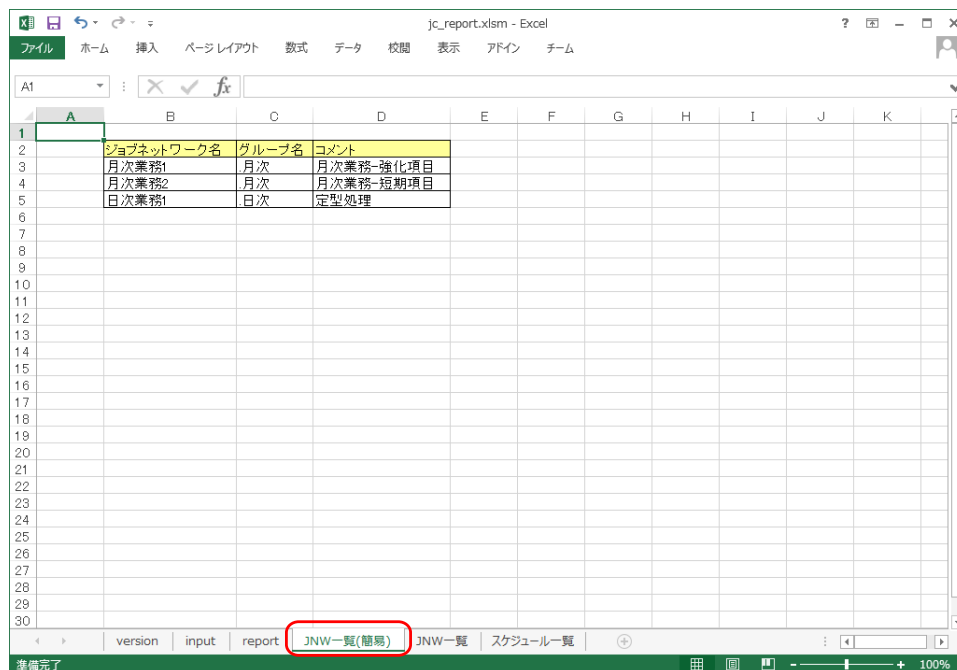 jc_report.xlsm - Excel
ファイル ホーム 挿入 ページ レイアウト 数式 データ 校閲 表示 アドイン チーム
A1 fx
A B C D E F G H I J K
1
2 ジョブネットワーク名 グループ名 コメント
3 月次業務1 .月次 月次業務-強化項目
4 月次業務2 .月次 月次業務-短期項目
5 日次業務1 .日次 定型処理
6
7
8
9
10
11
12
13
14
15
16
17
18
19
20
21
22
23
24
25
26
27
28
29
30
version input report JNW一覧(簡易) JNW一覧 スケジュール一覧
準備完了 100%